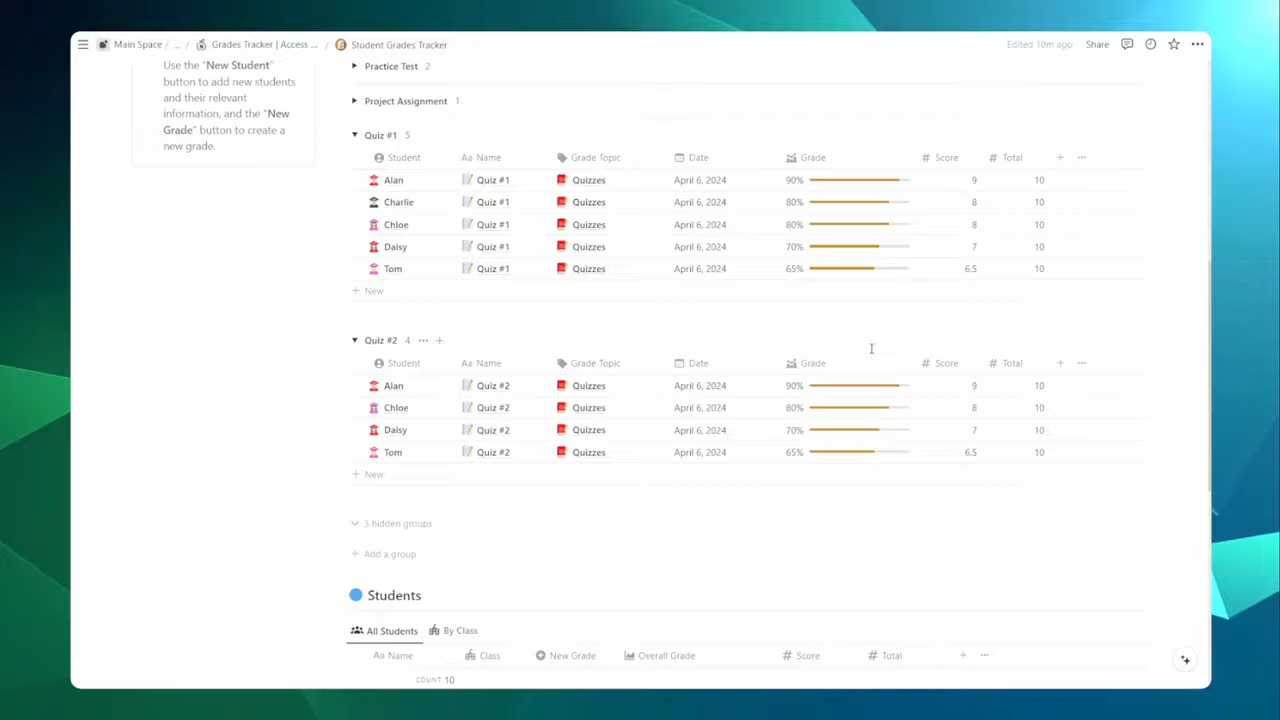 Main Space / ... / Grades Tracker | Access ... / Student Grades Tracker
Edited 10m ago Share
Use the "New Student"
button to add new students
and their relevant
information, and the "New
Grade" button to create a
new grade.
Practice Test 2
Project Assignment 1
Quiz #1 5
Student Aa Name Grade Topic Date Grade # Score # Total + ...
Alan Quiz #1 Quizzes April 6, 2024 90% 9 10
Charlie Quiz #1 Quizzes April 6, 2024 80% 8 10
Chloe Quiz #1 Quizzes April 6, 2024 80% 8 10
Daisy Quiz #1 Quizzes April 6, 2024 70% 7 10
Tom Quiz #1 Quizzes April 6, 2024 65% 6.5 10
+ New
Quiz #2 4 ... +
Student Aa Name Grade Topic Date Grade # Score # Total + ...
Alan Quiz #2 Quizzes April 6, 2024 90% 9 10
Chloe Quiz #2 Quizzes April 6, 2024 80% 8 10
Daisy Quiz #2 Quizzes April 6, 2024 70% 7 10
Tom Quiz #2 Quizzes April 6, 2024 65% 6.5 10
+ New
3 hidden groups
+ Add a group
Students
All Students By Class
Aa Name Class New Grade Overall Grade # Score # Total + ...
COUNT 10